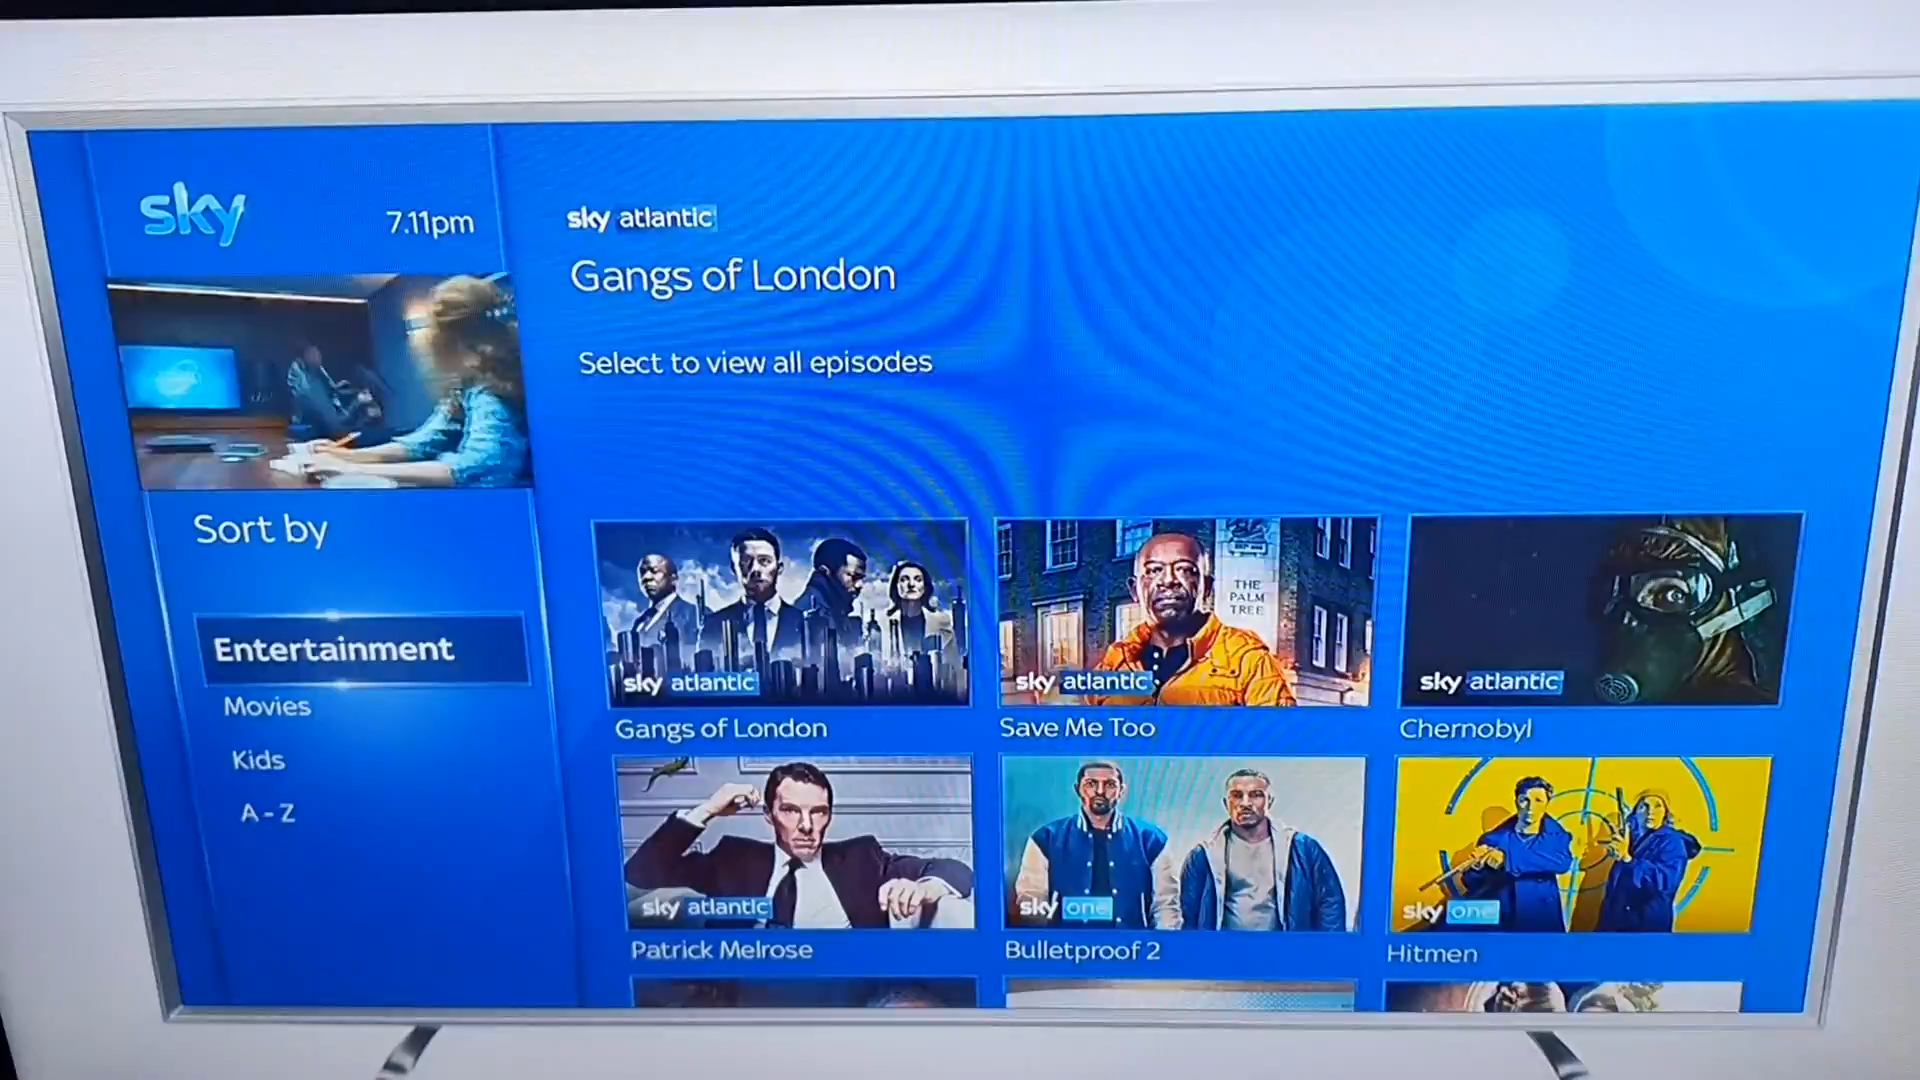 sky
7.11pm
sky atlantic
Gangs of London
Select to view all episodes
Sort by
Entertainment
Movies
Kids
A - Z
THE
PALM
TREE
sky atlantic
sky atlantic
sky atlantic
Gangs of London
Save Me Too
Chernobyl
sky atlantic
sky one
sky one
Patrick Melrose
Bulletproof 2
Hitmen